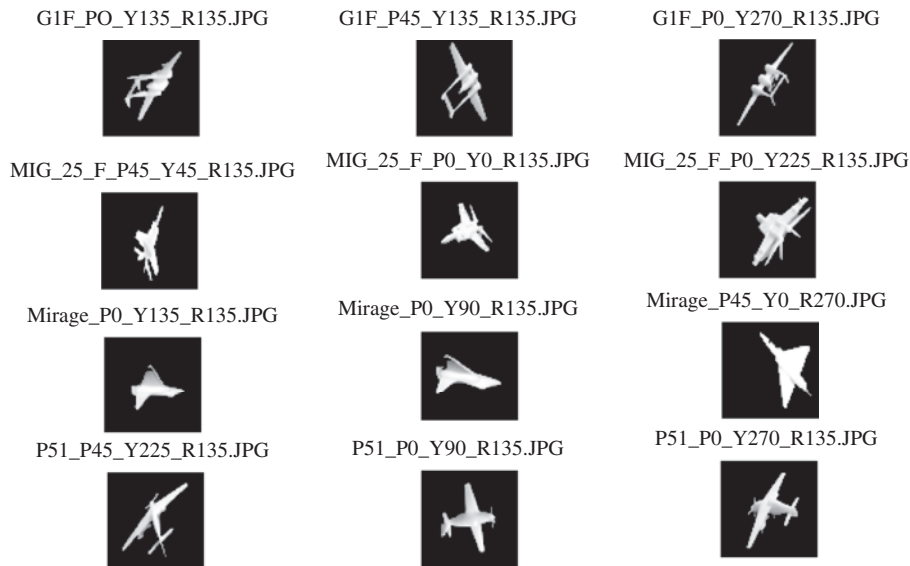 G1F_PO_Y135_R135.JPG
G1F_P45_Y135_R135.JPG
G1F_P0_Y270_R135.JPG
MIG_25_F_P45_Y45_R135.JPG
MIG_25_F_P0_Y0_R135.JPG
MIG_25_F_P0_Y225_R135.JPG
Mirage_P0_Y135_R135.JPG
Mirage_P0_Y90_R135.JPG
Mirage_P45_Y0_R270.JPG
P51_P45_Y225_R135.JPG
P51_P0_Y90_R135.JPG
P51_P0_Y270_R135.JPG